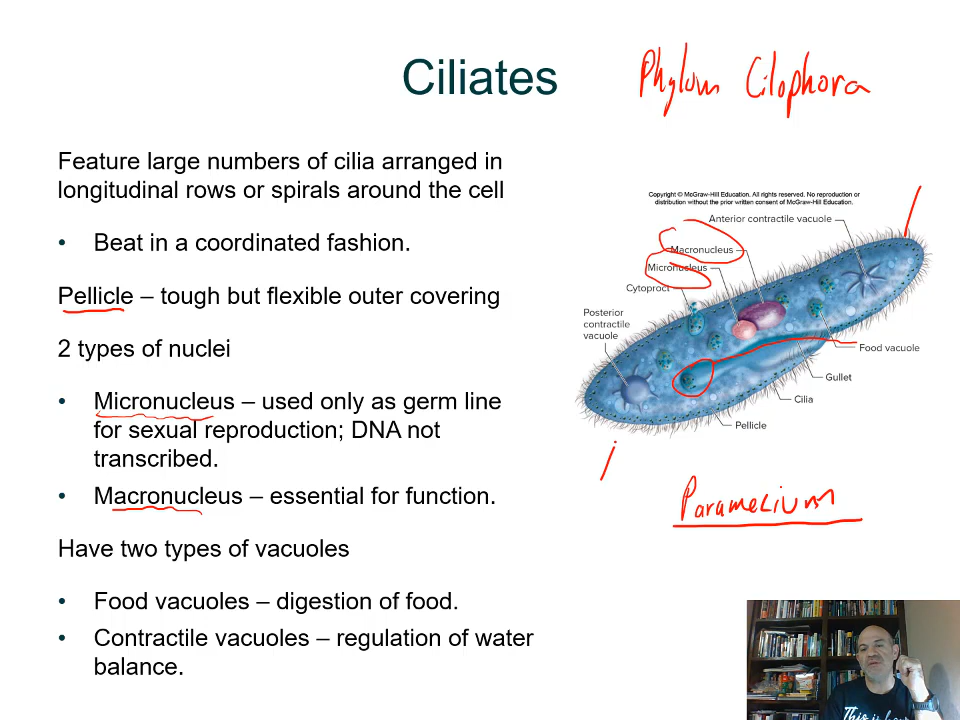 Ciliates
Phylum Cilophora
Feature large numbers of cilia arranged in
longitudinal rows or spirals around the cell
• Beat in a coordinated fashion.
Pellicle – tough but flexible outer covering
2 types of nuclei
• Micronucleus – used only as germ line
for sexual reproduction; DNA not
transcribed.
• Macronucleus – essential for function.
Have two types of vacuoles
• Food vacuoles – digestion of food.
• Contractile vacuoles – regulation of water
balance.
Copyright © McGraw-Hill Education. All rights reserved. No reproduction or
distribution without the prior written consent of McGraw-Hill Education.
Anterior contractile vacuole
Macronucleus
Micronucleus
Cytoproct
Posterior
contractile
vacuole
Food vacuole
Gullet
Cilia
Pellicle
Paramecium
This is